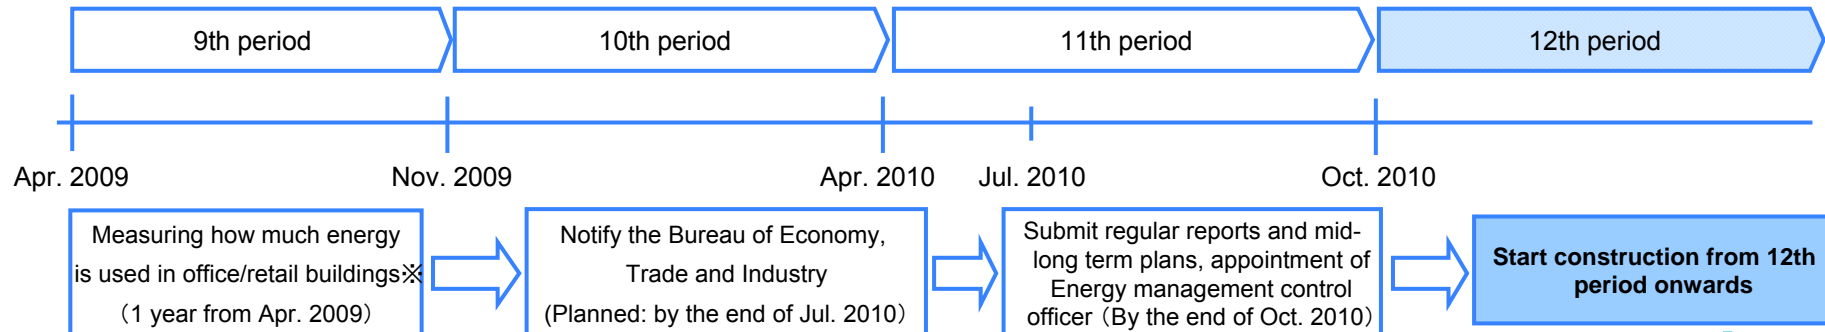 9th period
10th period
11th period
12th period
Apr. 2009
Nov. 2009
Apr. 2010
Jul. 2010
Oct. 2010
Measuring how much energy
is used in office/retail buildings※
（1 year from Apr. 2009）
Notify the Bureau of Economy,
Trade and Industry
(Planned: by the end of Jul. 2010）
Submit regular reports and mid-
long term plans, appointment of
Energy management control
officer（By the end of Oct. 2010）
Start construction from 12th
period onwards